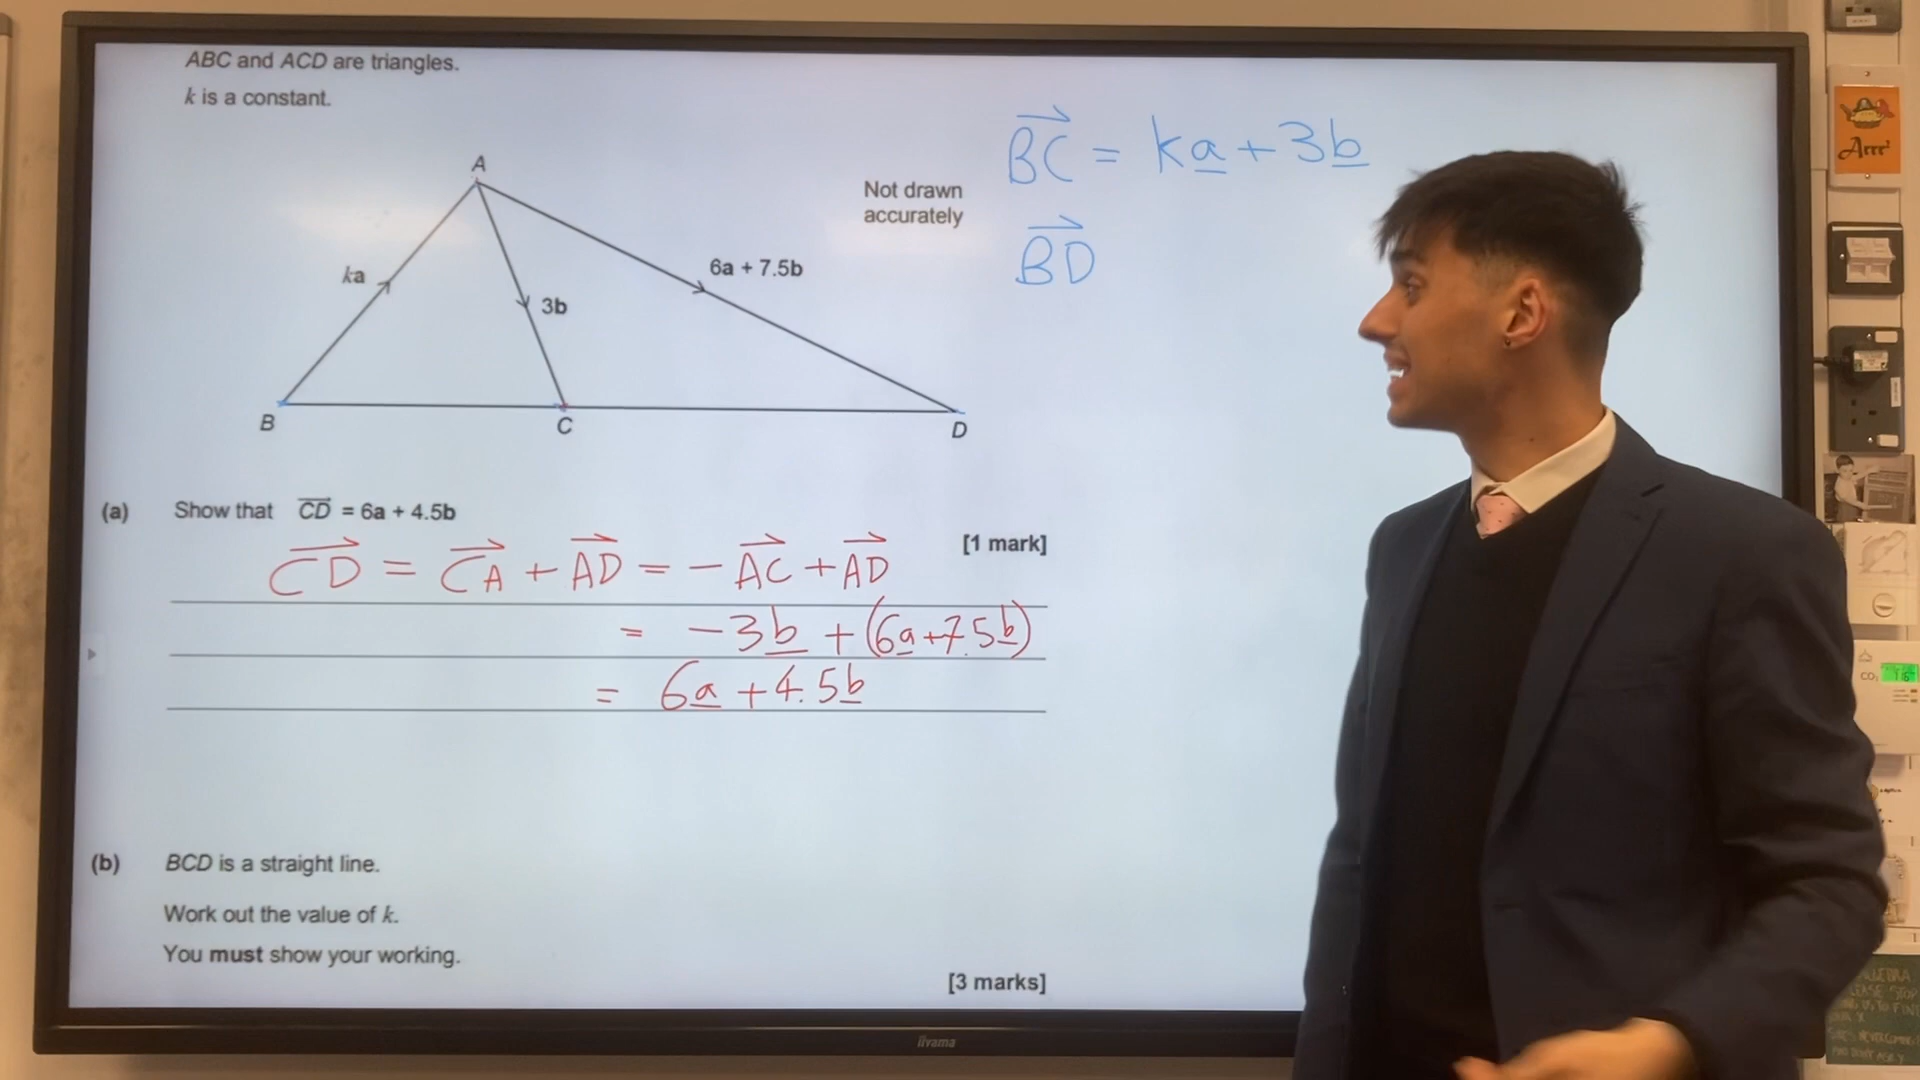 ABC and ACD are triangles.
k is a constant.
A
ka
3b
6a + 7.5b
Not drawn
accurately
B
C
D
BC = ka + 3b
BD
(a) Show that CD = 6a + 4.5b
[1 mark]
CD = CA + AD = -AC + AD
= -3b + (6a + 7.5b)
= 6a + 4.5b
(b) BCD is a straight line.
Work out the value of k.
You must show your working.
[3 marks]
iiyama
Arrr!
CO₂